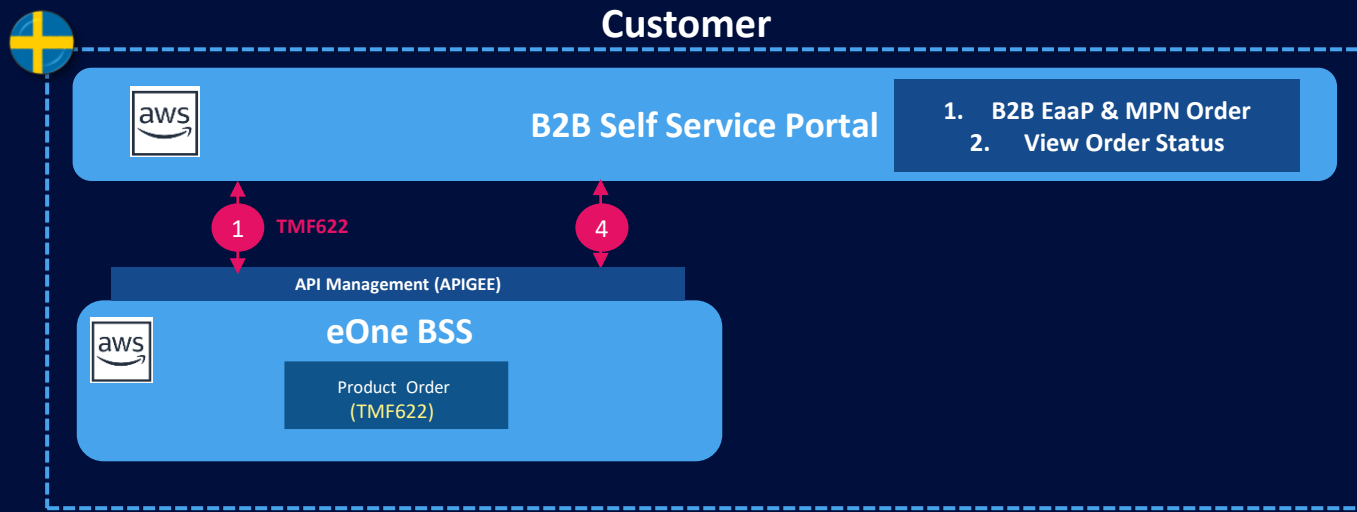 Customer
aws
B2B Self Service Portal
1. B2B EaaP & MPN Order
2. View Order Status
1
TMF622
4
API Management (APIGEE)
aws
eOne BSS
Product Order
(TMF622)